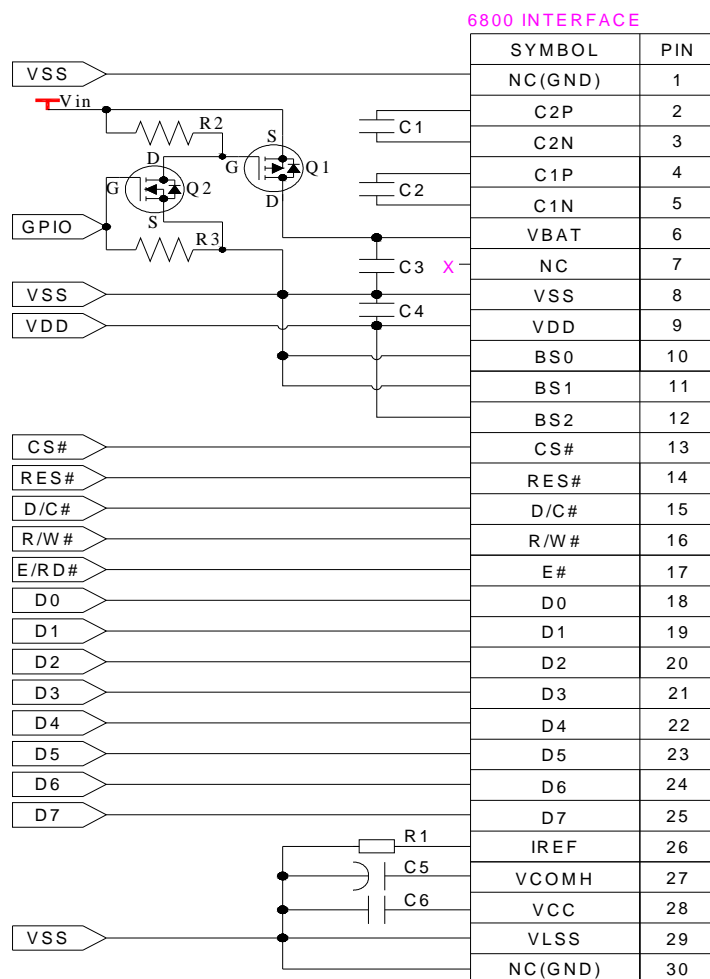 6800 INTERFACE
SYMBOL PIN
VSS NC(GND) 1
Vin C2P 2
R2 C1
S C2N 3
D G Q1 C1P 4
G Q2 C2
D C1N 5
S
GPIO R3 VBAT 6
C3 X NC 7
VSS VSS 8
C4
VDD VDD 9
BS0 10
BS1 11
BS2 12
CS# CS# 13
RES# RES# 14
D/C# D/C# 15
R/W# R/W# 16
E/RD# E# 17
D0 D0 18
D1 D1 19
D2 D2 20
D3 D3 21
D4 D4 22
D5 D5 23
D6 D6 24
D7 D7 25
R1 IREF 26
C5 VCOMH 27
C6 VCC 28
VSS VLSS 29
NC(GND) 30